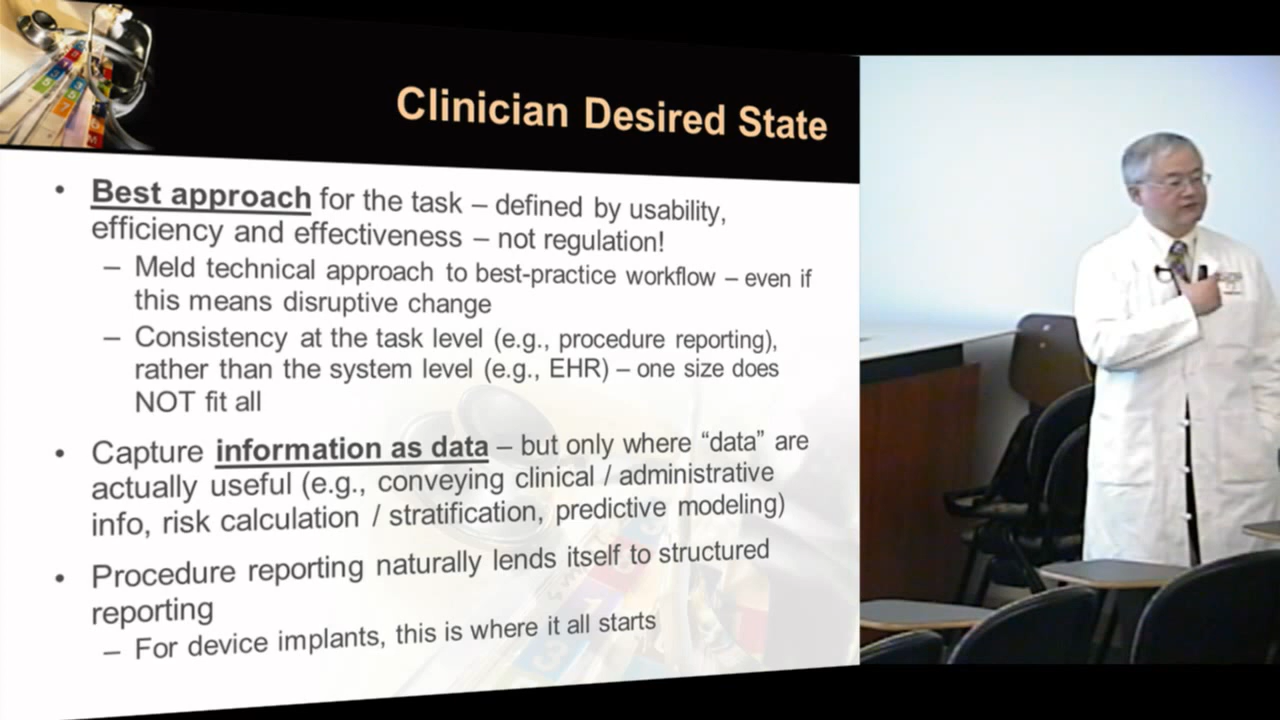 Clinician Desired State
• Best approach for the task – defined by usability,
efficiency and effectiveness – not regulation!
– Meld technical approach to best-practice workflow – even if
this means disruptive change
– Consistency at the task level (e.g., procedure reporting),
rather than the system level (e.g., EHR) – one size does
NOT fit all
• Capture information as data – but only where “data” are
actually useful (e.g., conveying clinical / administrative
info, risk calculation / stratification, predictive modeling)
• Procedure reporting naturally lends itself to structured
reporting
– For device implants, this is where it all starts